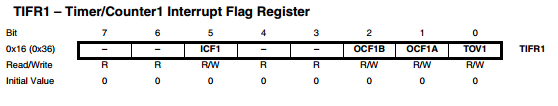 TIFR1 – Timer/Counter1 Interrupt Flag Register
Bit 7 6 5 4 3 2 1 0
0x16 (0x36) – – ICF1 – – OCF1B OCF1A TOV1 TIFR1
Read/Write R R R/W R R R/W R/W R/W
Initial Value 0 0 0 0 0 0 0 0